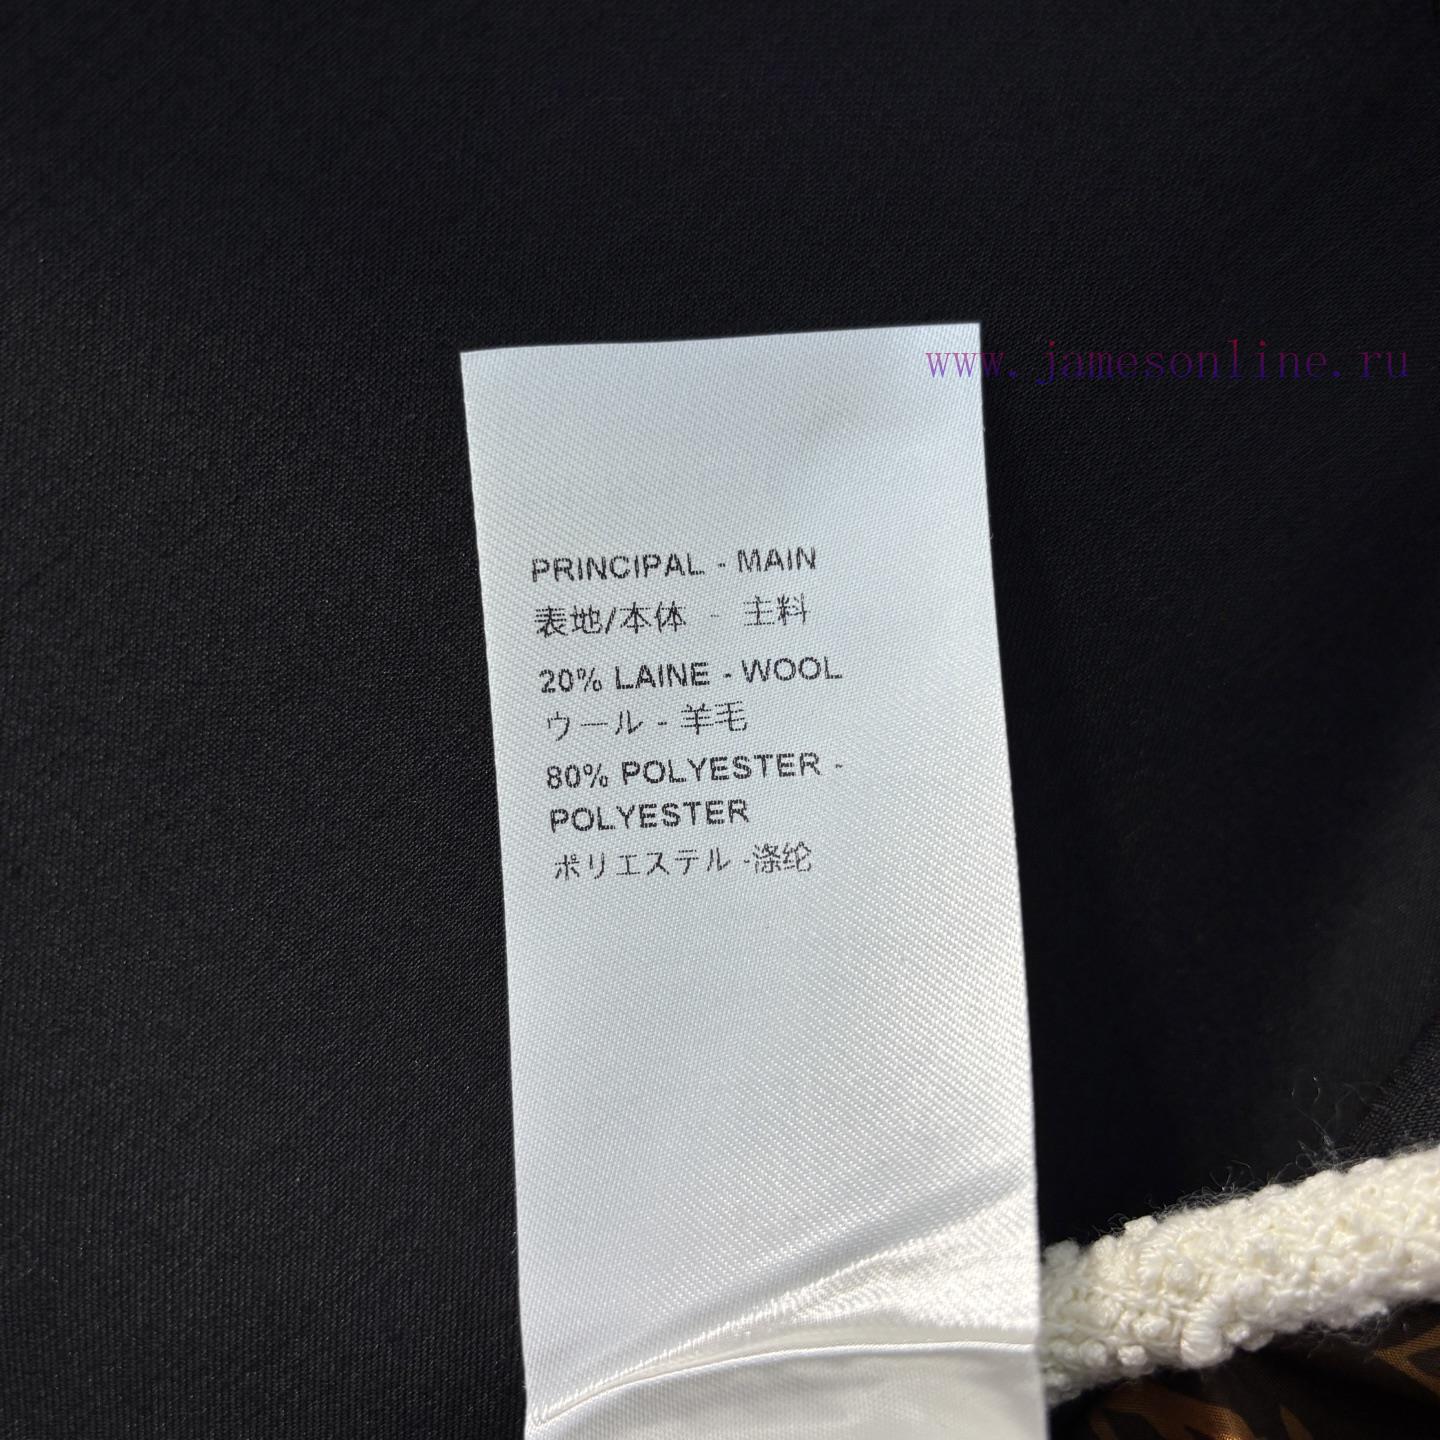 www.jamesonline.ru
PRINCIPAL - MAIN
表地/本体 - 主料
20% LAINE - WOOL
ウール - 羊毛
80% POLYESTER -
POLYESTER
ポリエステル -涤纶